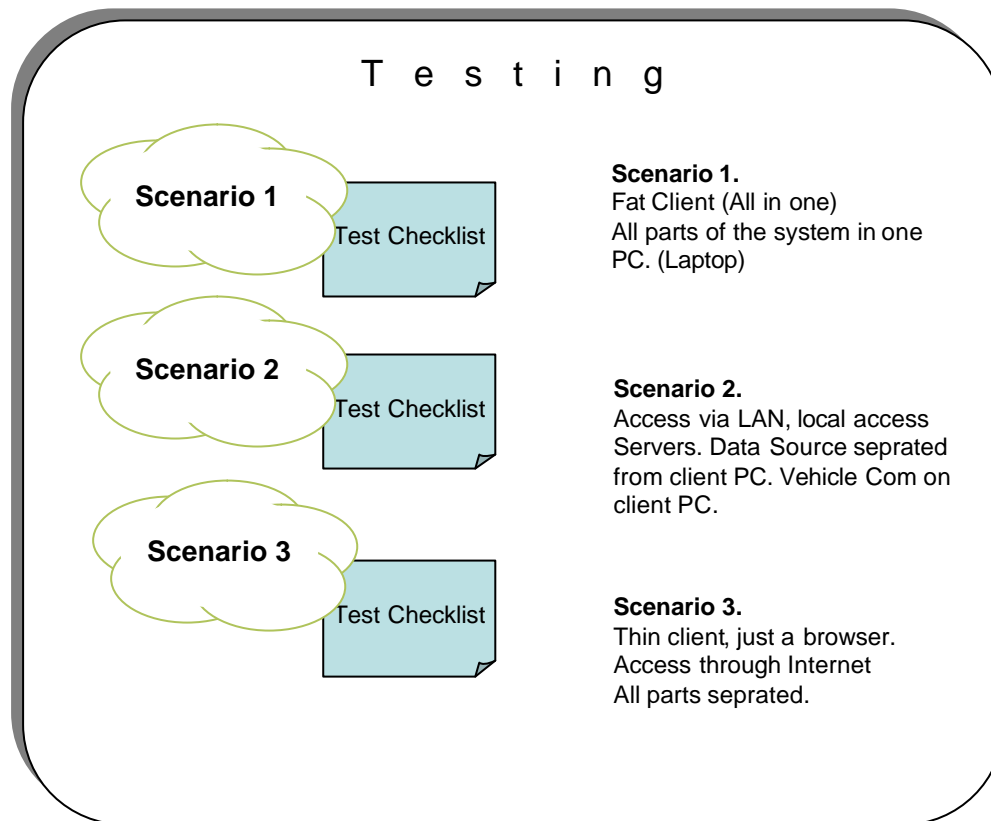 T e s t i n g
Scenario 1
Test Checklist
Scenario 1.
Fat Client (All in one)
All parts of the system in one
PC. (Laptop)
Scenario 2
Test Checklist
Scenario 2.
Access via LAN, local access
Servers. Data Source seprated
from client PC. Vehicle Com on
client PC.
Scenario 3
Test Checklist
Scenario 3.
Thin client, just a browser.
Access through Internet
All parts seprated.